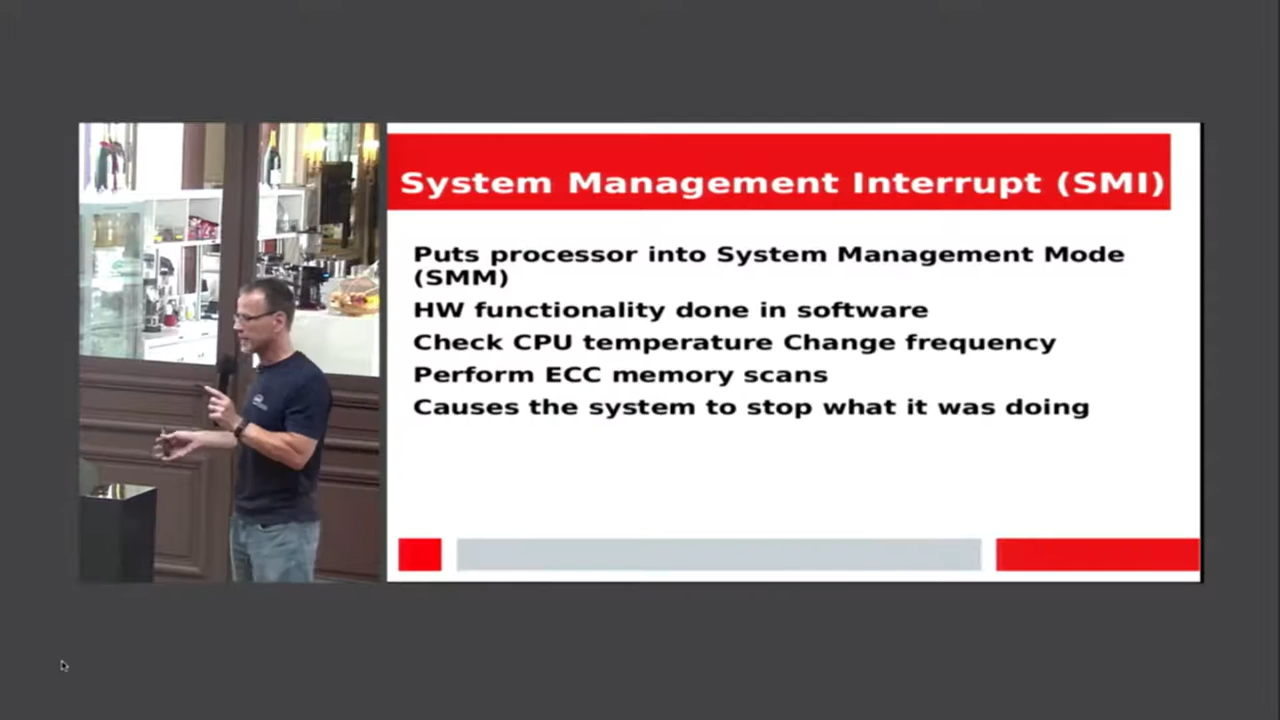 System Management Interrupt (SMI)
Puts processor into System Management Mode
(SMM)
HW functionality done in software
Check CPU temperature Change frequency
Perform ECC memory scans
Causes the system to stop what it was doing